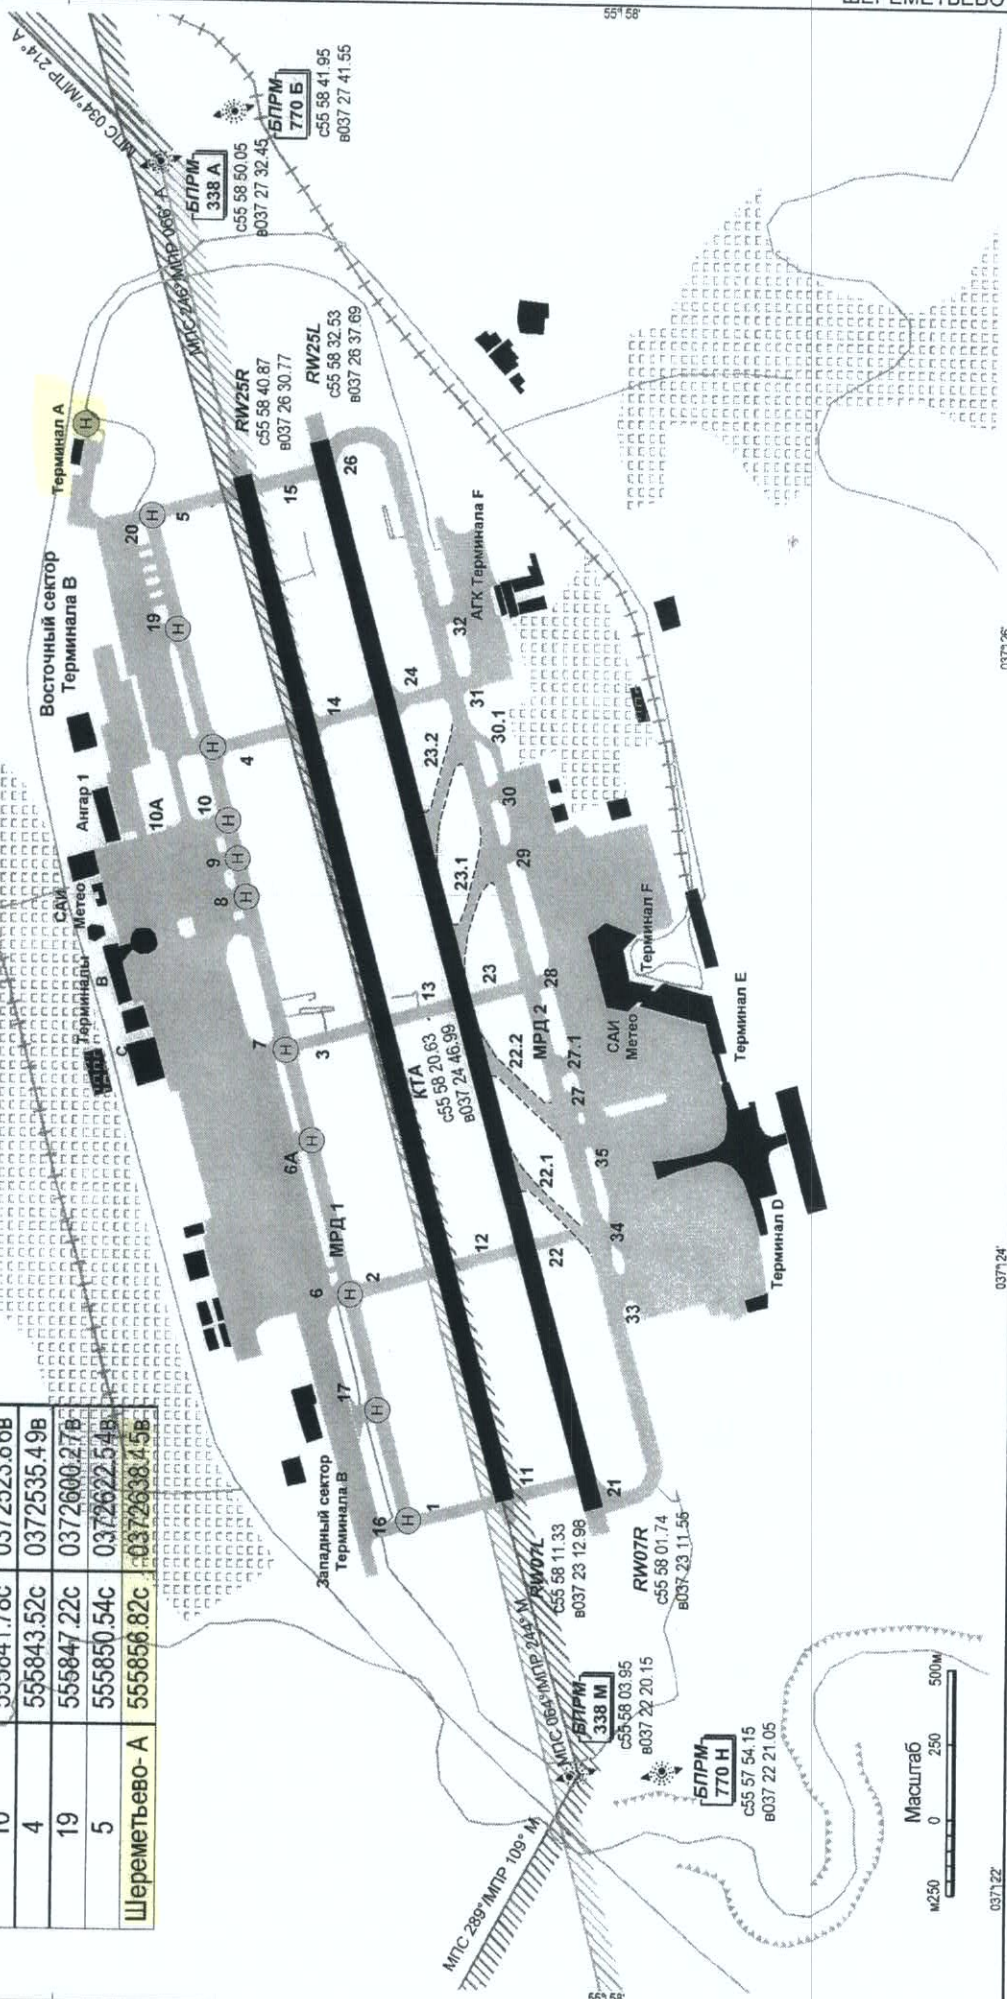 55° 58'
МПС 034°/МПР 214° А
БПРМ
770 Б
с55 58 41.95
в037 27 41.55
БПРМ
338 А
с55 58 50.05
в037 27 32.45
МПС 246°/МПР 066° А
RW25R
с55 58 40.87
в037 26 30.77
RW25L
с55 58 32.53
в037 26 37.69
Терминал А
H
Восточный сектор
Терминала В
20
H
5
15
26
19
H
АГК Терминала F
32
24
31
14
H
4
30.1
23.2
Ангар 1
10А
10
H
30
9
H
23.1
29
САИ
Метео
8
H
Терминалы
В
С
Терминал F
23
28
13
7
H
3
МРД 2
САИ
Метео
Терминал Е
КТА
с55 58 20.63
в037 24 46.99
22.2
27.1
27
6А
H
35
22.1
МРД 1
12
34
22
Терминал D
6
H
2
33
17
H
Западный сектор
Терминала В
16
H
1
11
21
RW07L
с55 58 11.33
в037 23 12.98
RW07R
с55 58 01.74
в037 23 11.55
МПС 064°/МПР 244° М
БПРМ
338 М
с55 58 03.95
в037 22 20.15
БПРМ
770 Н
с55 57 54.15
в037 22 21.05
МПС 289°/МПР 109° М
Масштаб
м250 0 250 500м
037°26'
037°24'
037°22'
10 555841.78с 0372523.86в
4 555843.52с 0372535.49в
19 555847.22с 0372600.27в
5 555850.54с 0372622.54в
Шереметьево- А 555856.82с 0372638.45в